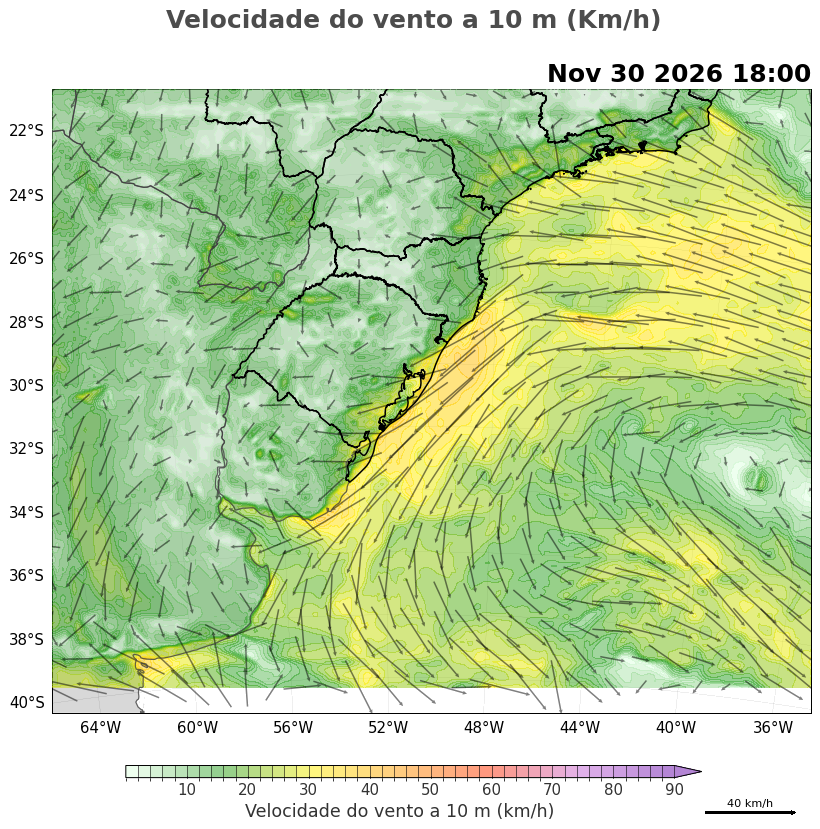 Velocidade do vento a 10 m (Km/h)
Nov 30 2026 18:00
22°S
24°S
26°S
28°S
30°S
32°S
34°S
36°S
38°S
40°S
64°W 60°W 56°W 52°W 48°W 44°W 40°W 36°W
10 20 30 40 50 60 70 80 90
Velocidade do vento a 10 m (km/h)
40 km/h